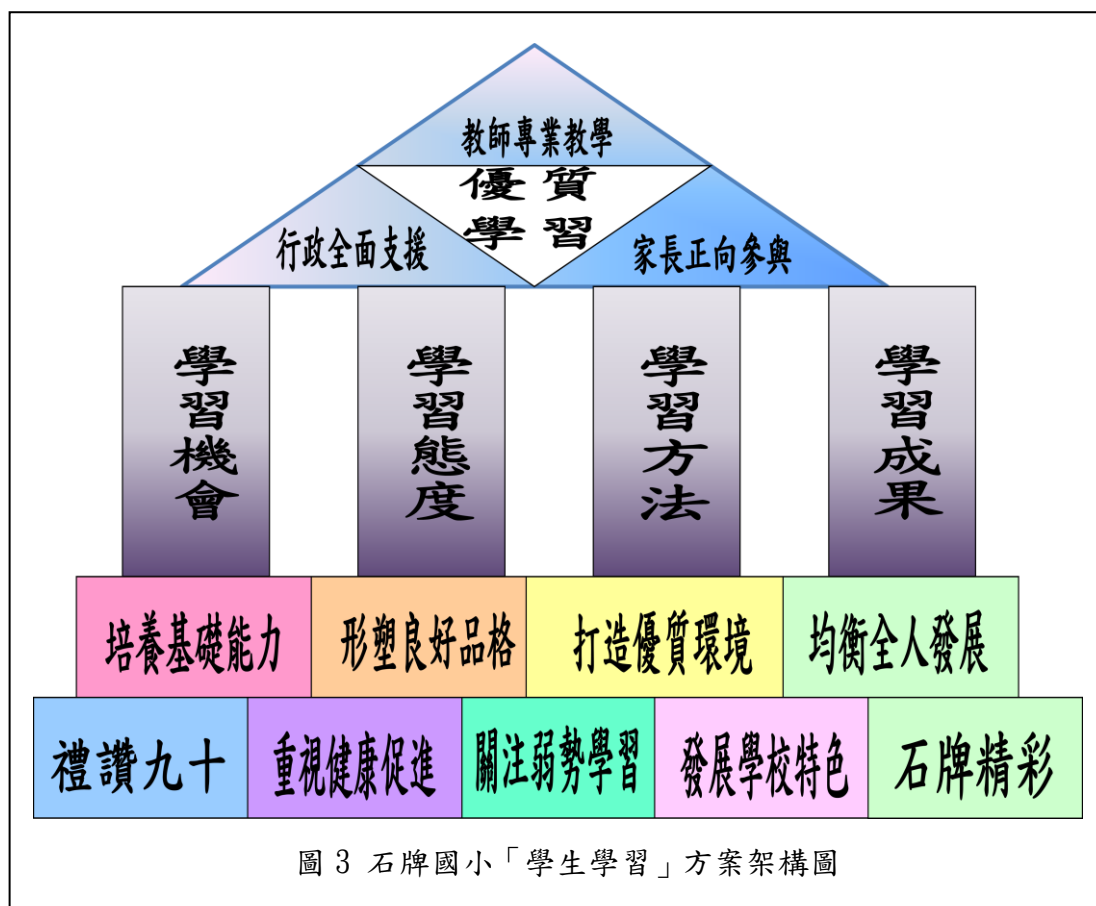 教師專業教學
優質
學習
行政全面支援
家長正向參與
學習機會
學習態度
學習方法
學習成果
培養基礎能力
形塑良好品格
打造優質環境
均衡全人發展
禮讚九十
重視健康促進
關注弱勢學習
發展學校特色
石牌精彩
圖 3 石牌國小「學生學習」方案架構圖